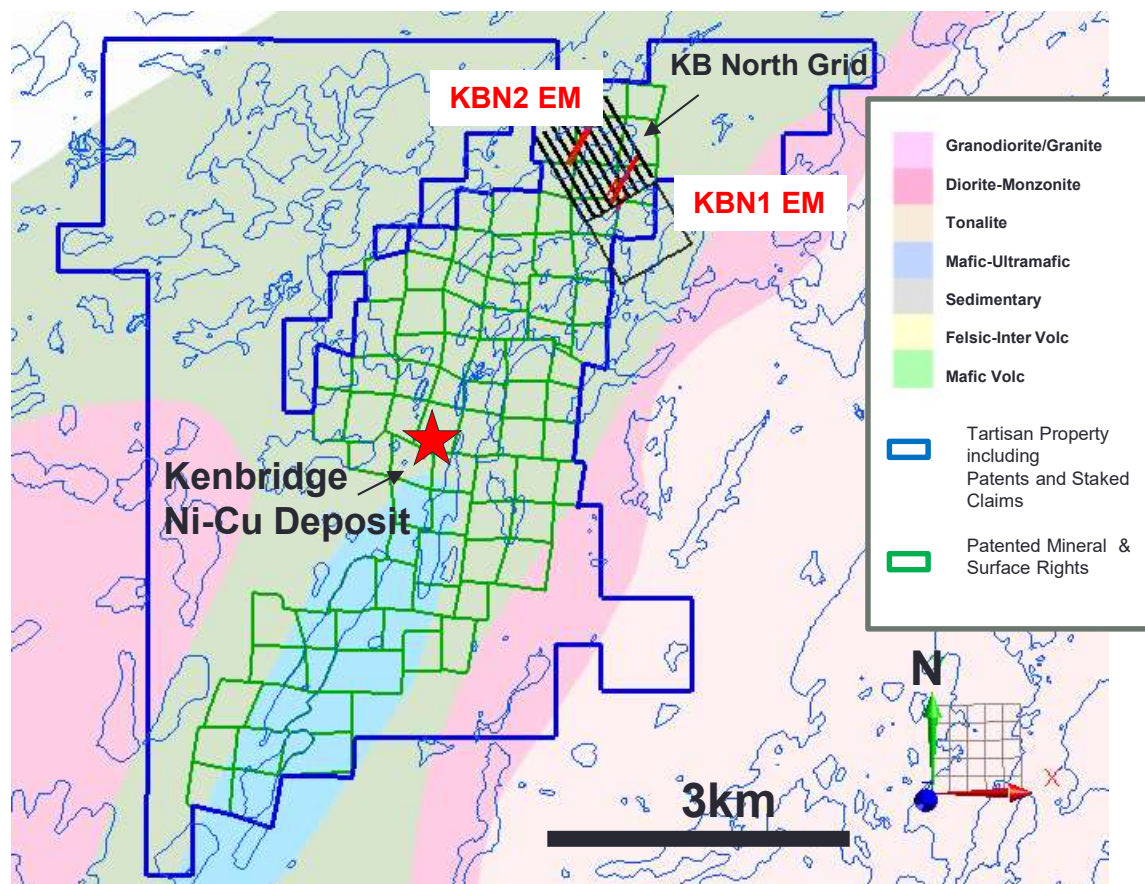 KB North Grid
KBN2 EM
KBN1 EM
Granodiorite/Granite
Diorite-Monzonite
Tonalite
Mafic-Ultramafic
Sedimentary
Felsic-Inter Volc
Mafic Volc
Tartisan Property
including
Patents and Staked
Claims
Patented Mineral &
Surface Rights
Kenbridge
Ni-Cu Deposit
N
X
3km